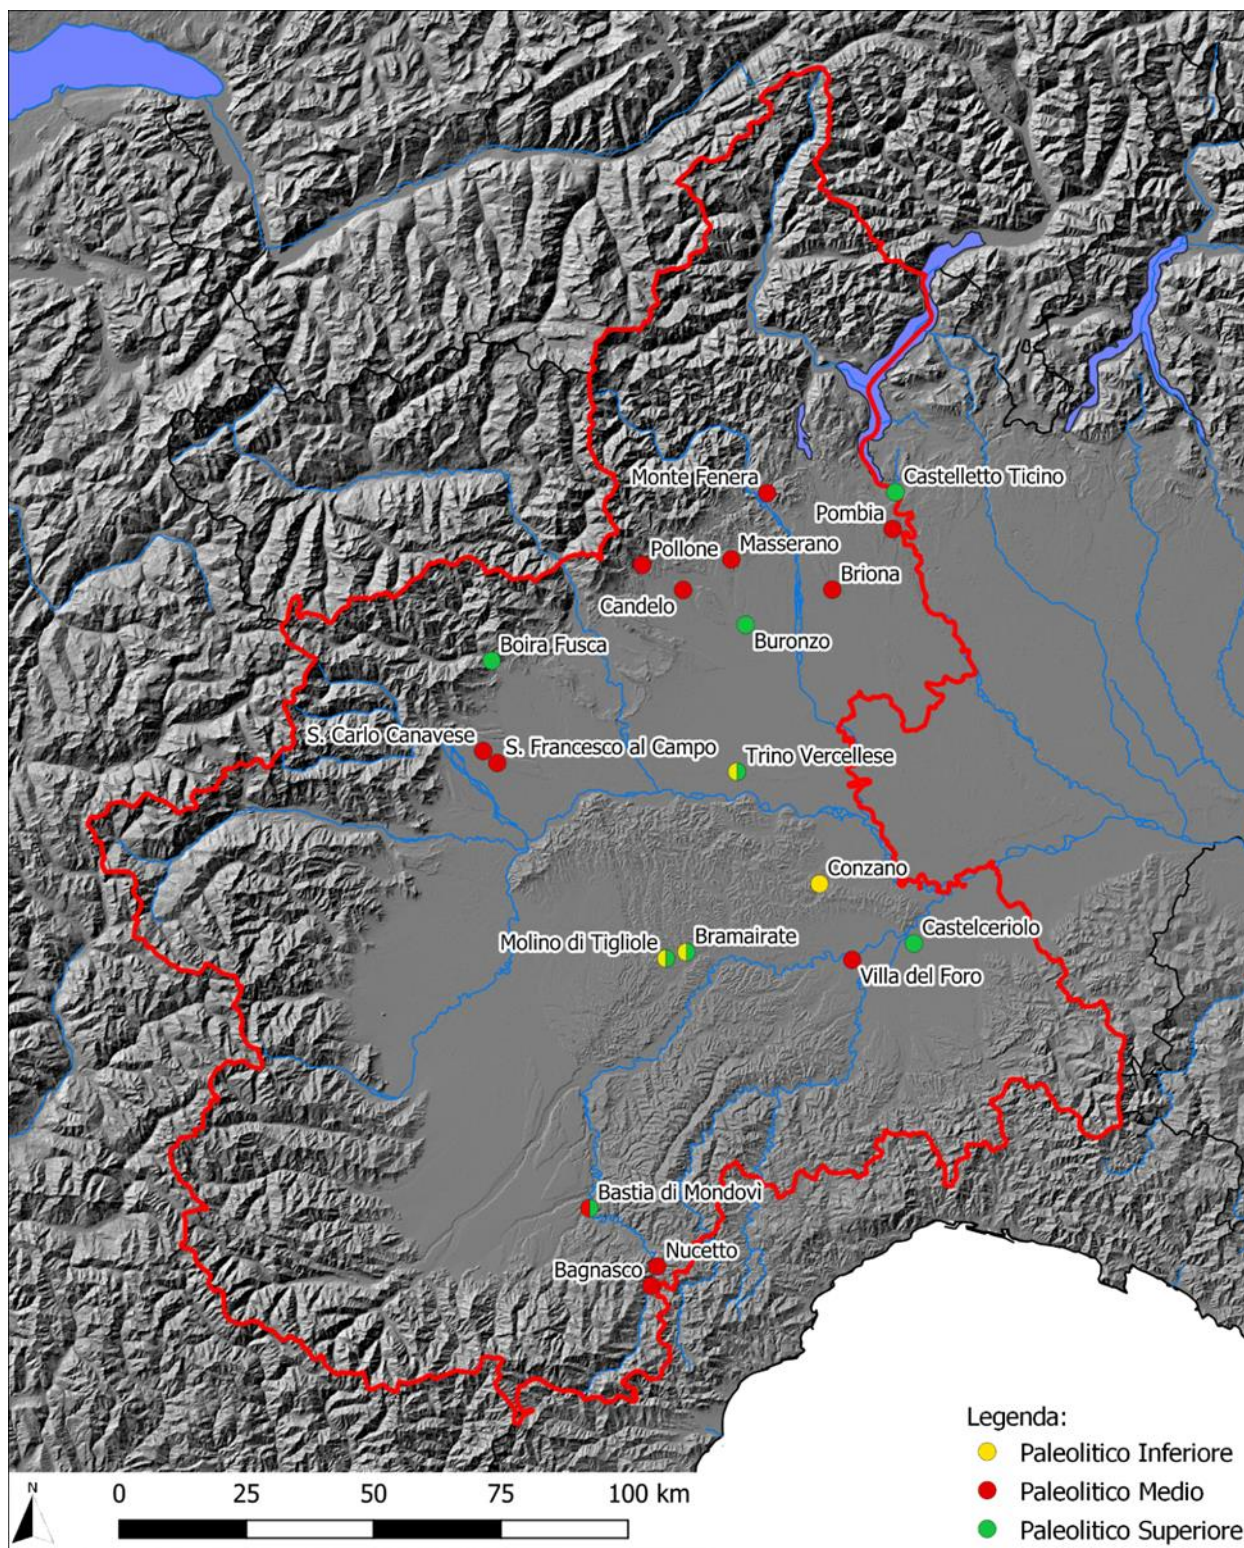 Monte Fenera
Castelletto Ticino
Pombia
Pollone
Masserano
Briona
Candelo
Buronzo
Boira Fusca
S. Carlo Canavese
S. Francesco al Campo
Trino Vercellese
Conzano
Castelceriolo
Molino di Tigliole
Bramairate
Villa del Foro
Bastia di Mondovì
Nucetto
Bagnasco
Legenda:
Paleolitico Inferiore
Paleolitico Medio
Paleolitico Superiore
N
0 25 50 75 100 km